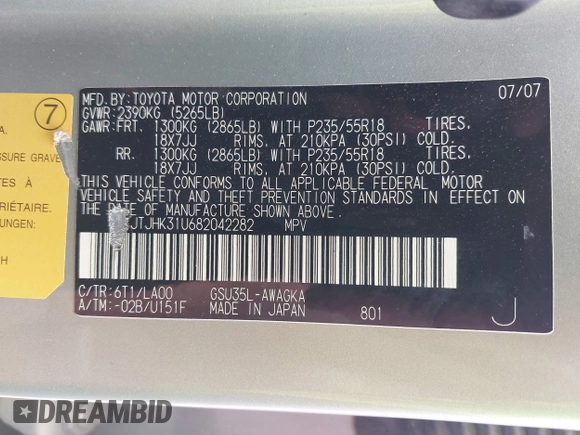 7
A.
SSURE GRAVE
TES À
PRIÉTAIRE.
UNGEN:
H
MFD. BY: TOYOTA MOTOR CORPORATION 07/07
GVWR: 2390KG (5265LB)
GAWR: FRT. 1300KG (2865LB) WITH P235/55R18 TIRES,
18X7JJ RIMS, AT 210KPA (30PSI) COLD.
RR. 1300KG (2865LB) WITH P235/55R18 TIRES,
18X7JJ RIMS, AT 210KPA (30PSI) COLD.
THIS VEHICLE CONFORMS TO ALL APPLICABLE FEDERAL MOTOR
VEHICLE SAFETY AND THEFT PREVENTION STANDARDS IN EFFECT ON
THE DATE OF MANUFACTURE SHOWN ABOVE.
JTJHK31U682042282 MPV
C/TR: 6T1/LA00 GSU35L-AWAGKA
A/TM: -02B/U151F MADE IN JAPAN 801 J
DREAMBID